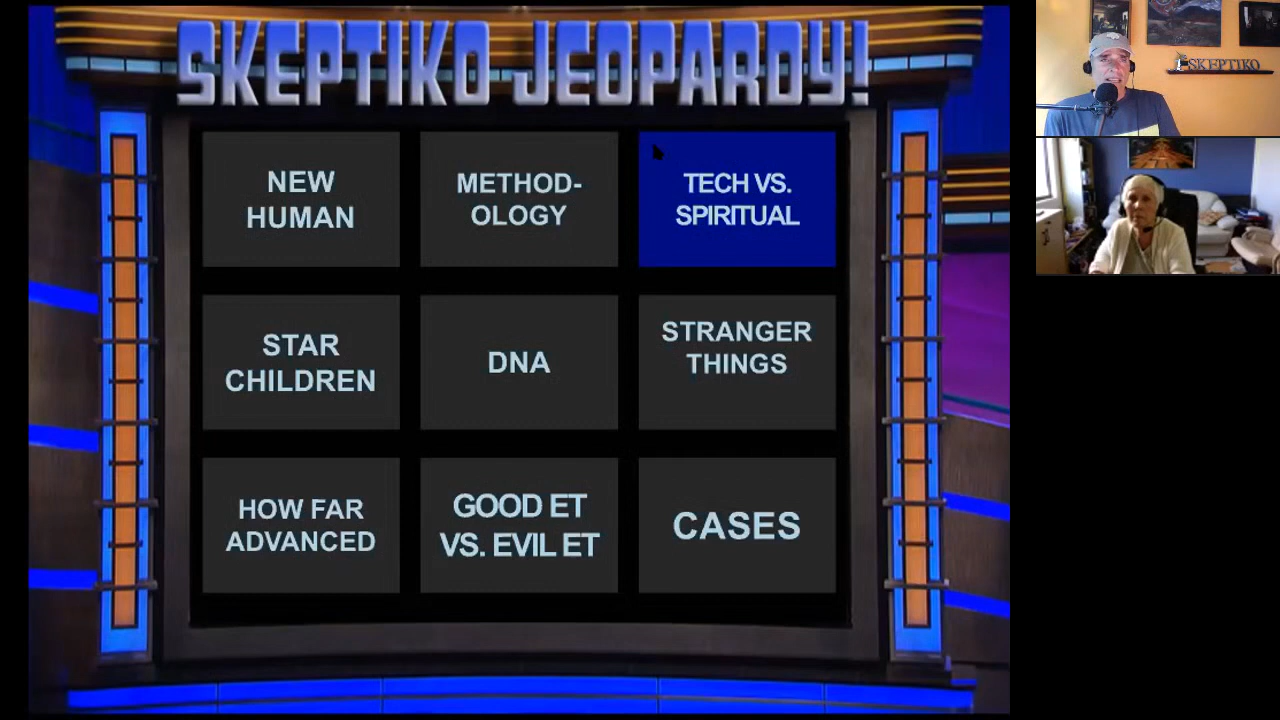 SKEPTIKO JEOPARDY!
NEW
HUMAN
METHOD-
OLOGY
TECH VS.
SPIRITUAL
STAR
CHILDREN
DNA
STRANGER
THINGS
HOW FAR
ADVANCED
GOOD ET
VS. EVIL ET
CASES
SKEPTIKO